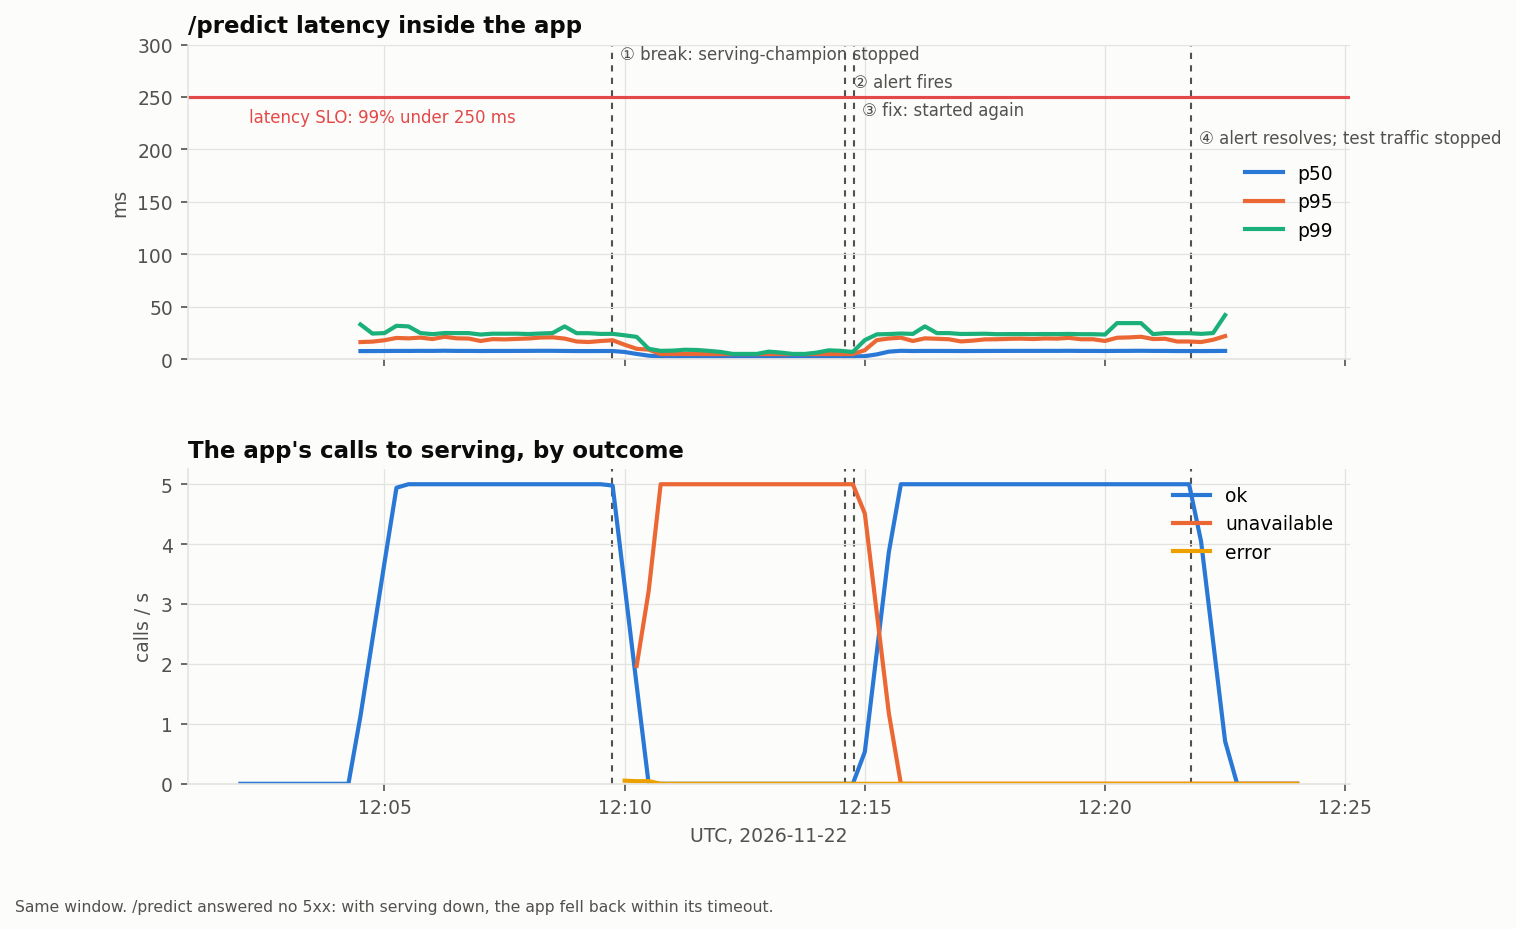 /predict latency inside the app
300
① break: serving-champion stopped
② alert fires
250
③ fix: started again
latency SLO: 99% under 250 ms
④ alert resolves; test traffic stopped
200
p50
p95
p99
150
ms
100
50
0
The app's calls to serving, by outcome
5
ok
unavailable
error
4
3
calls / s
2
1
0
12:05 12:10 12:15 12:20 12:25
UTC, 2026-11-22
Same window. /predict answered no 5xx: with serving down, the app fell back within its timeout.